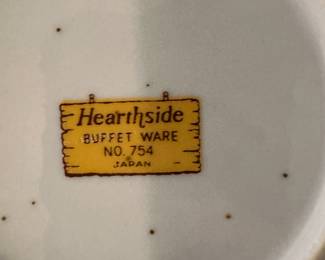 Hearthside
BUFFET WARE
NO. 754
JAPAN